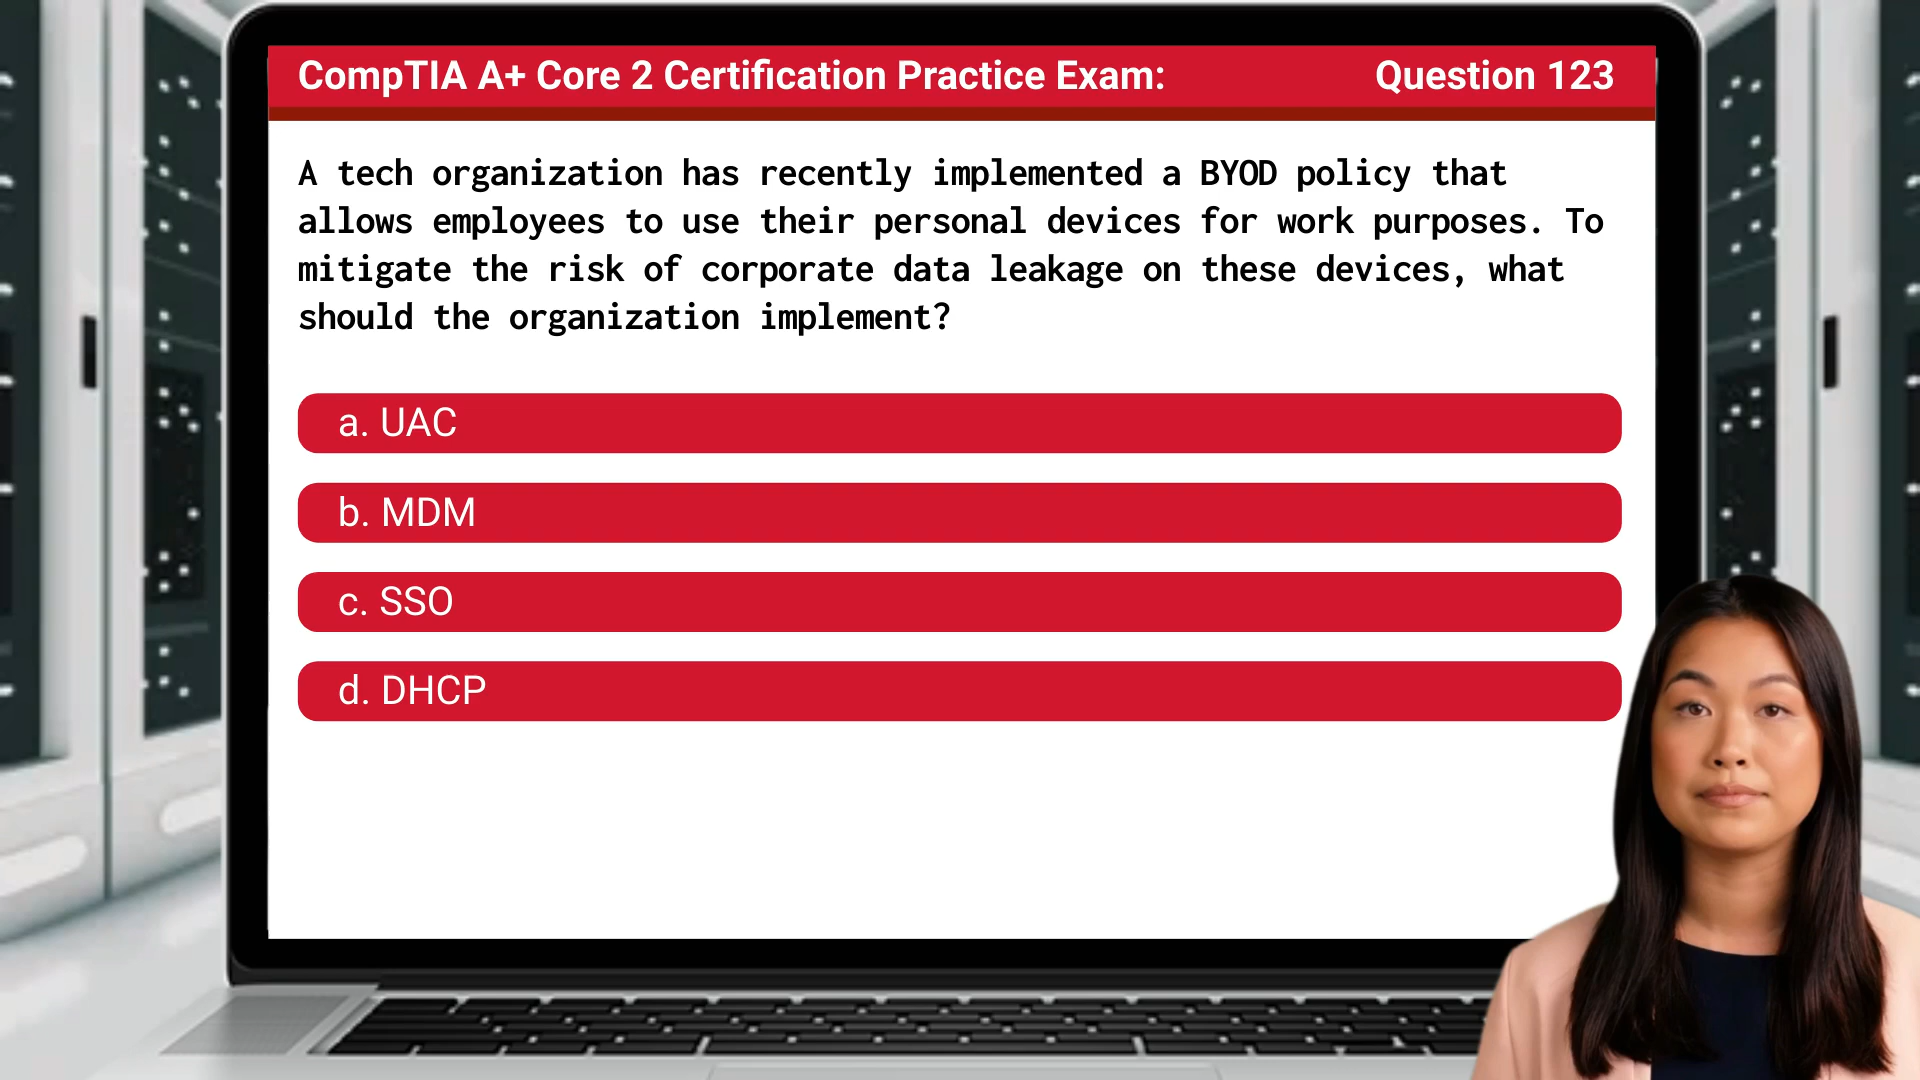 CompTIA A+ Core 2 Certification Practice Exam: Question 123
A tech organization has recently implemented a BYOD policy that
allows employees to use their personal devices for work purposes. To
mitigate the risk of corporate data leakage on these devices, what
should the organization implement?
a. UAC
b. MDM
c. SSO
d. DHCP